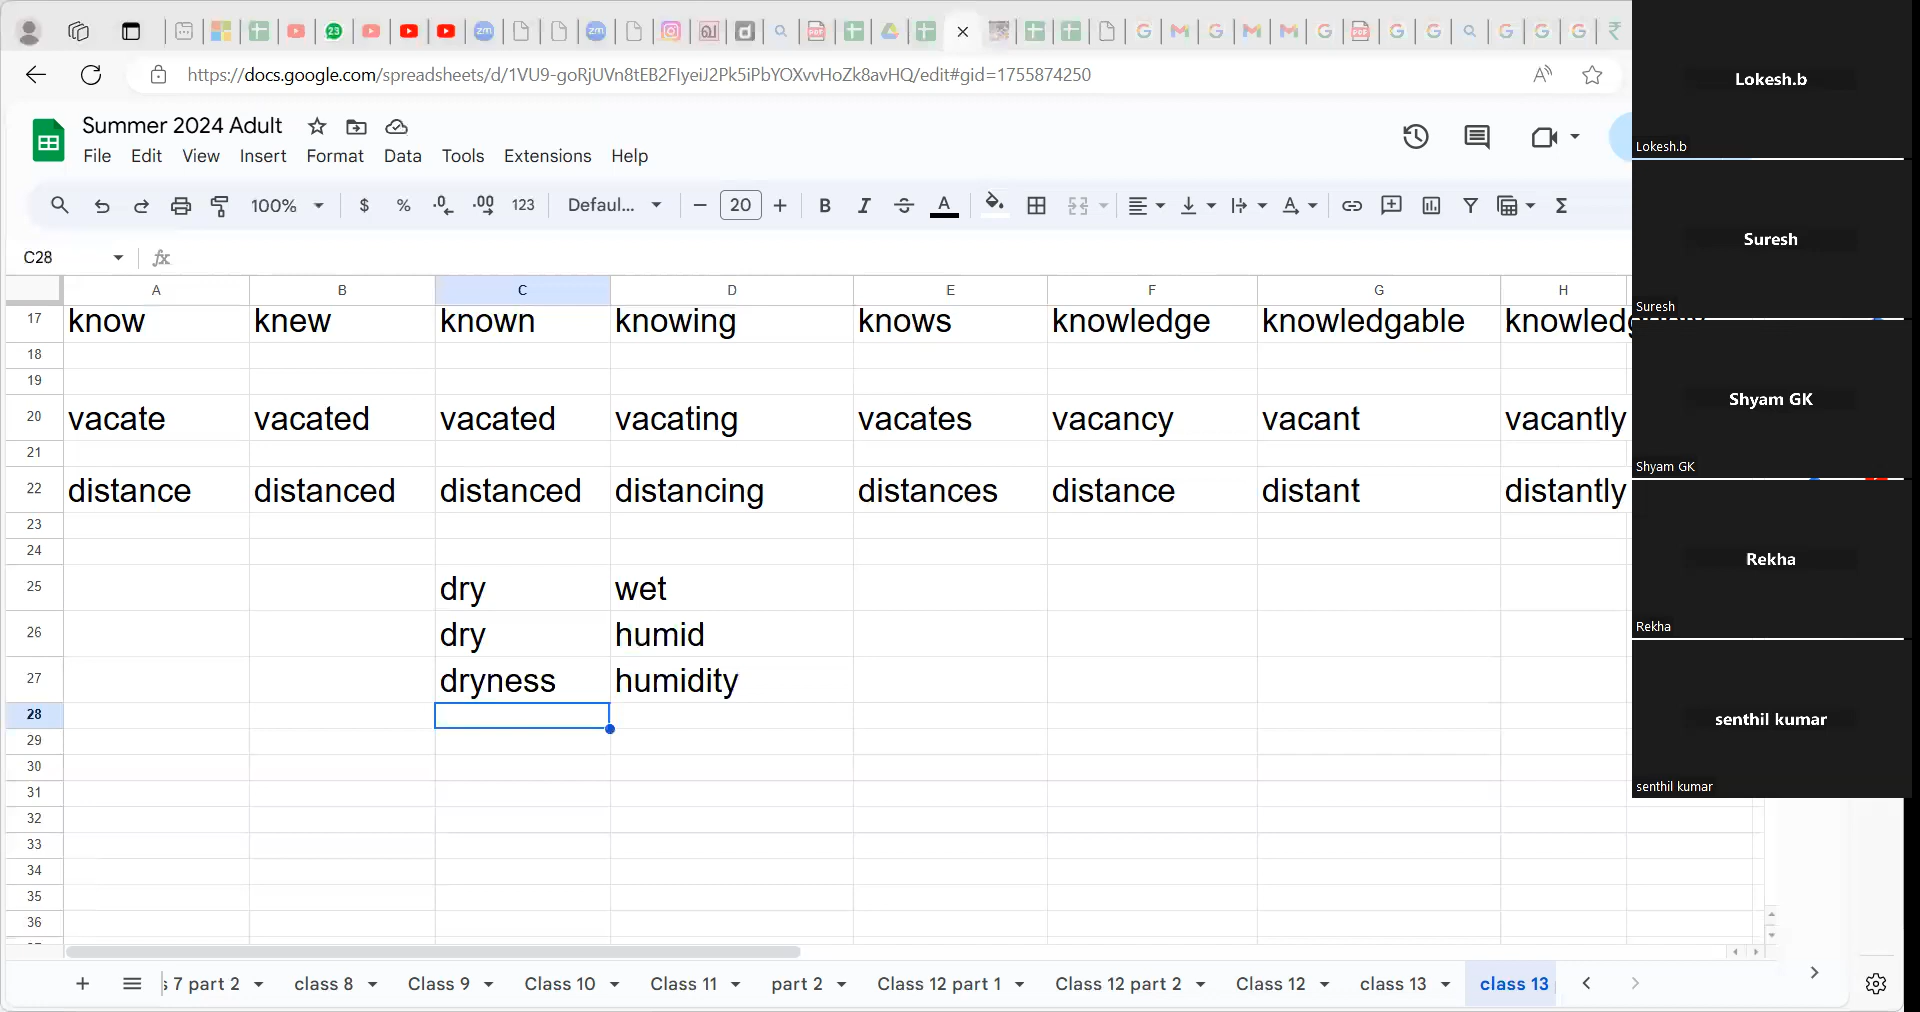 https://docs.google.com/spreadsheets/d/1VU9-goRjUVn8tEB2FIyeiJ2Pk5iPbYOXvvHoZk8avHQ/edit#gid=1755874250
Summer 2024 Adult
File Edit View Insert Format Data Tools Extensions Help
100% $ % .0 .00 123 Defaul... 20 B I A Σ
C28 fx
A B C D E F G H
17 know knew known knowing knows knowledge knowledgable
18
19
20 vacate vacated vacated vacating vacates vacancy vacant vacantly
21
22 distance distanced distanced distancing distances distance distant distantly
23
24
25 dry wet
26 dry humid
27 dryness humidity
28
29
30
31
32
33
34
35
36
7 part 2 class 8 Class 9 Class 10 Class 11 part 2 Class 12 part 1 Class 12 part 2 Class 12 class 13 class 13
Lokesh.b
Lokesh.b
Suresh
Suresh
Shyam GK
Shyam GK
Rekha
Rekha
senthil kumar
senthil kumar